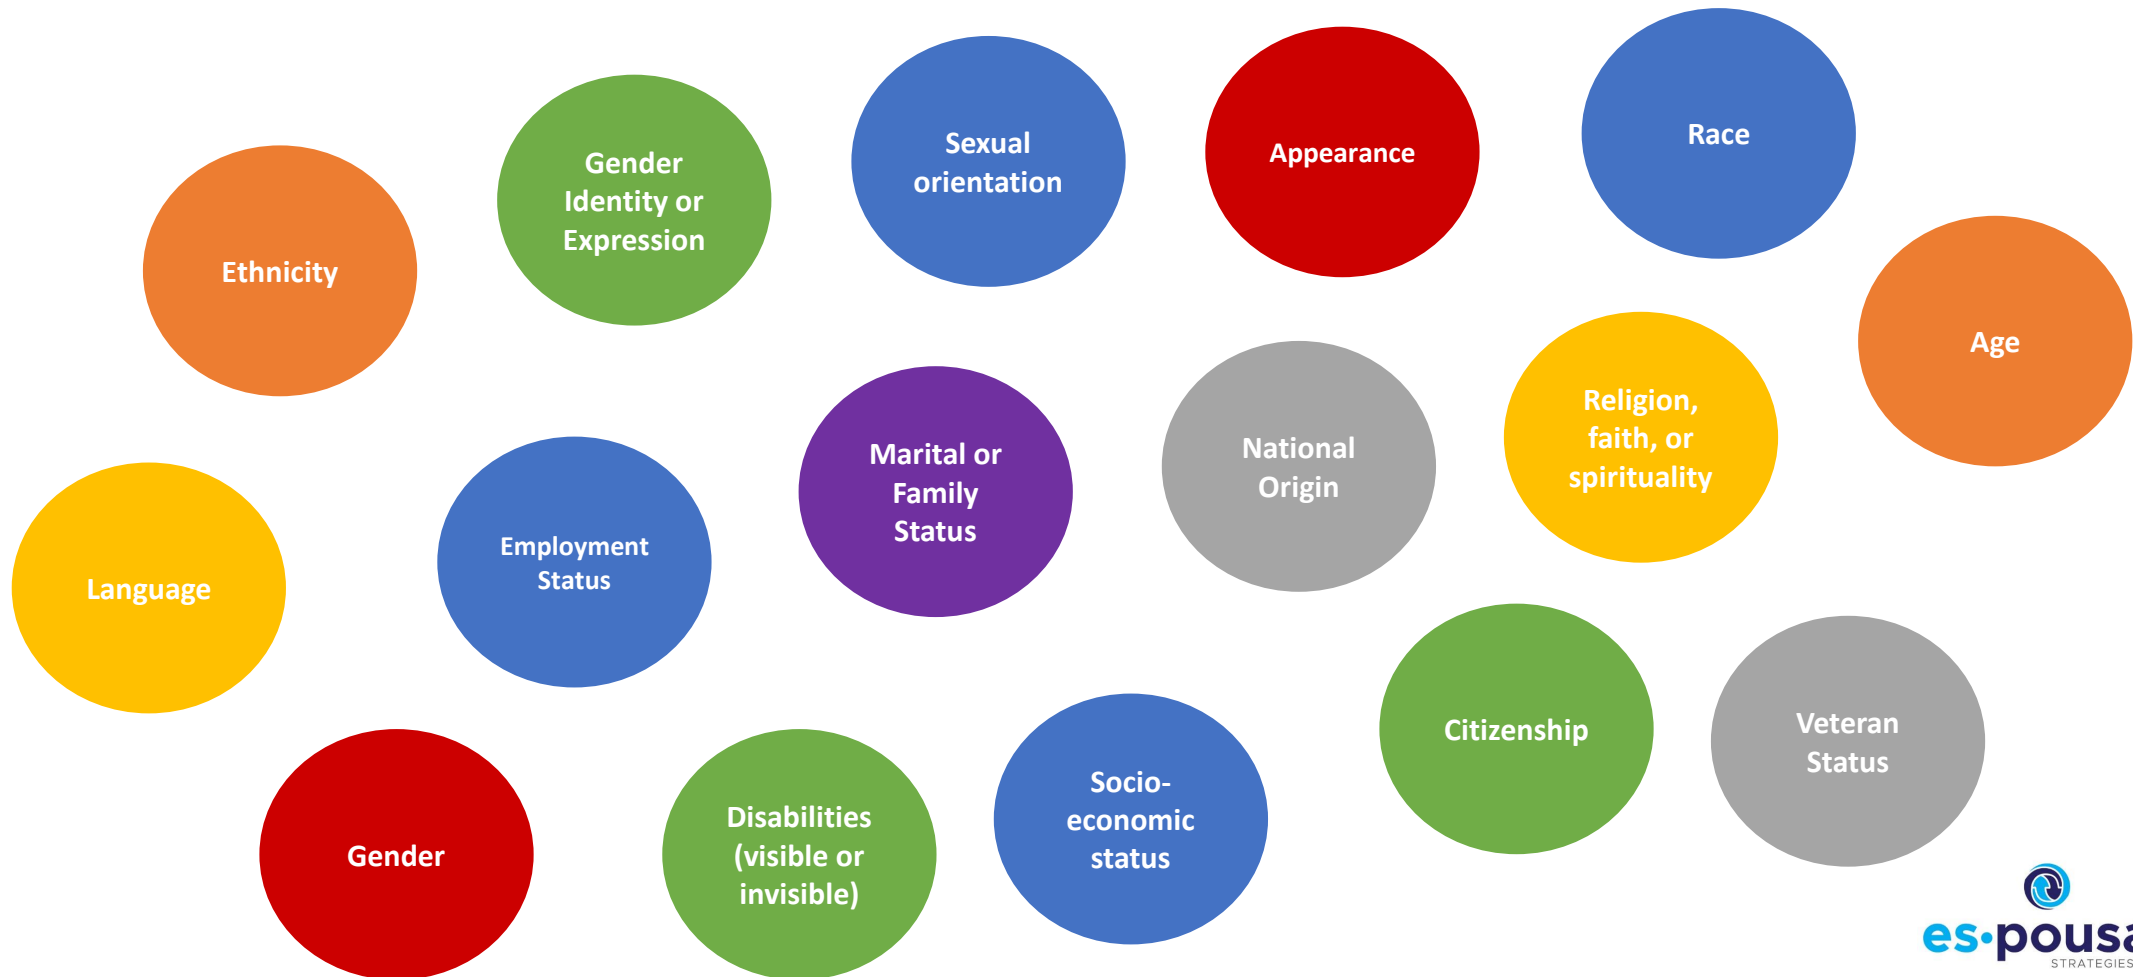 Ethnicity
Gender
Identity or
Expression
Sexual
orientation
Appearance
Race
Age
Language
Employment
Status
Marital or
Family
Status
National
Origin
Religion,
faith, or
spirituality
Gender
Disabilities
(visible or
invisible)
Socio-
economic
status
Citizenship
Veteran
Status
es•pousa
STRATEGIES